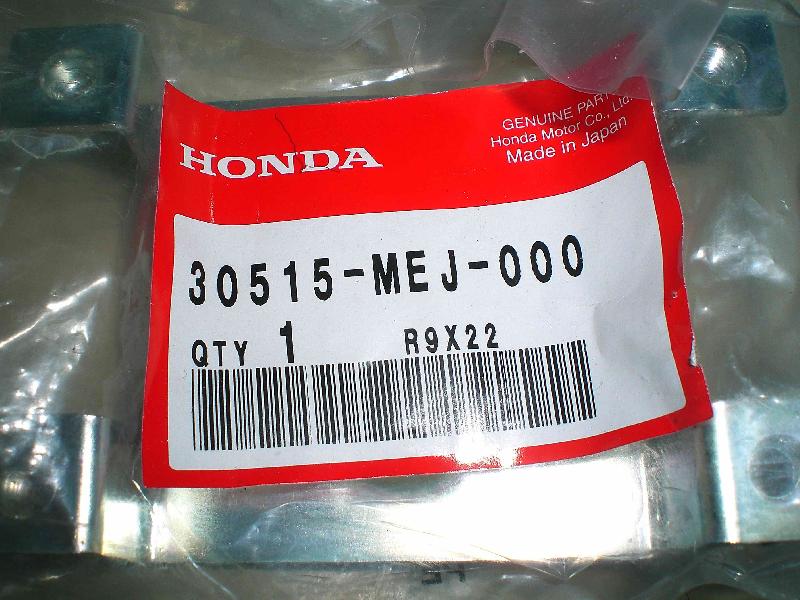 HONDA
GENUINE PARTS
Honda Motor Co., Ltd.
Made in Japan
30515-MEJ-000
QTY 1 R9X22